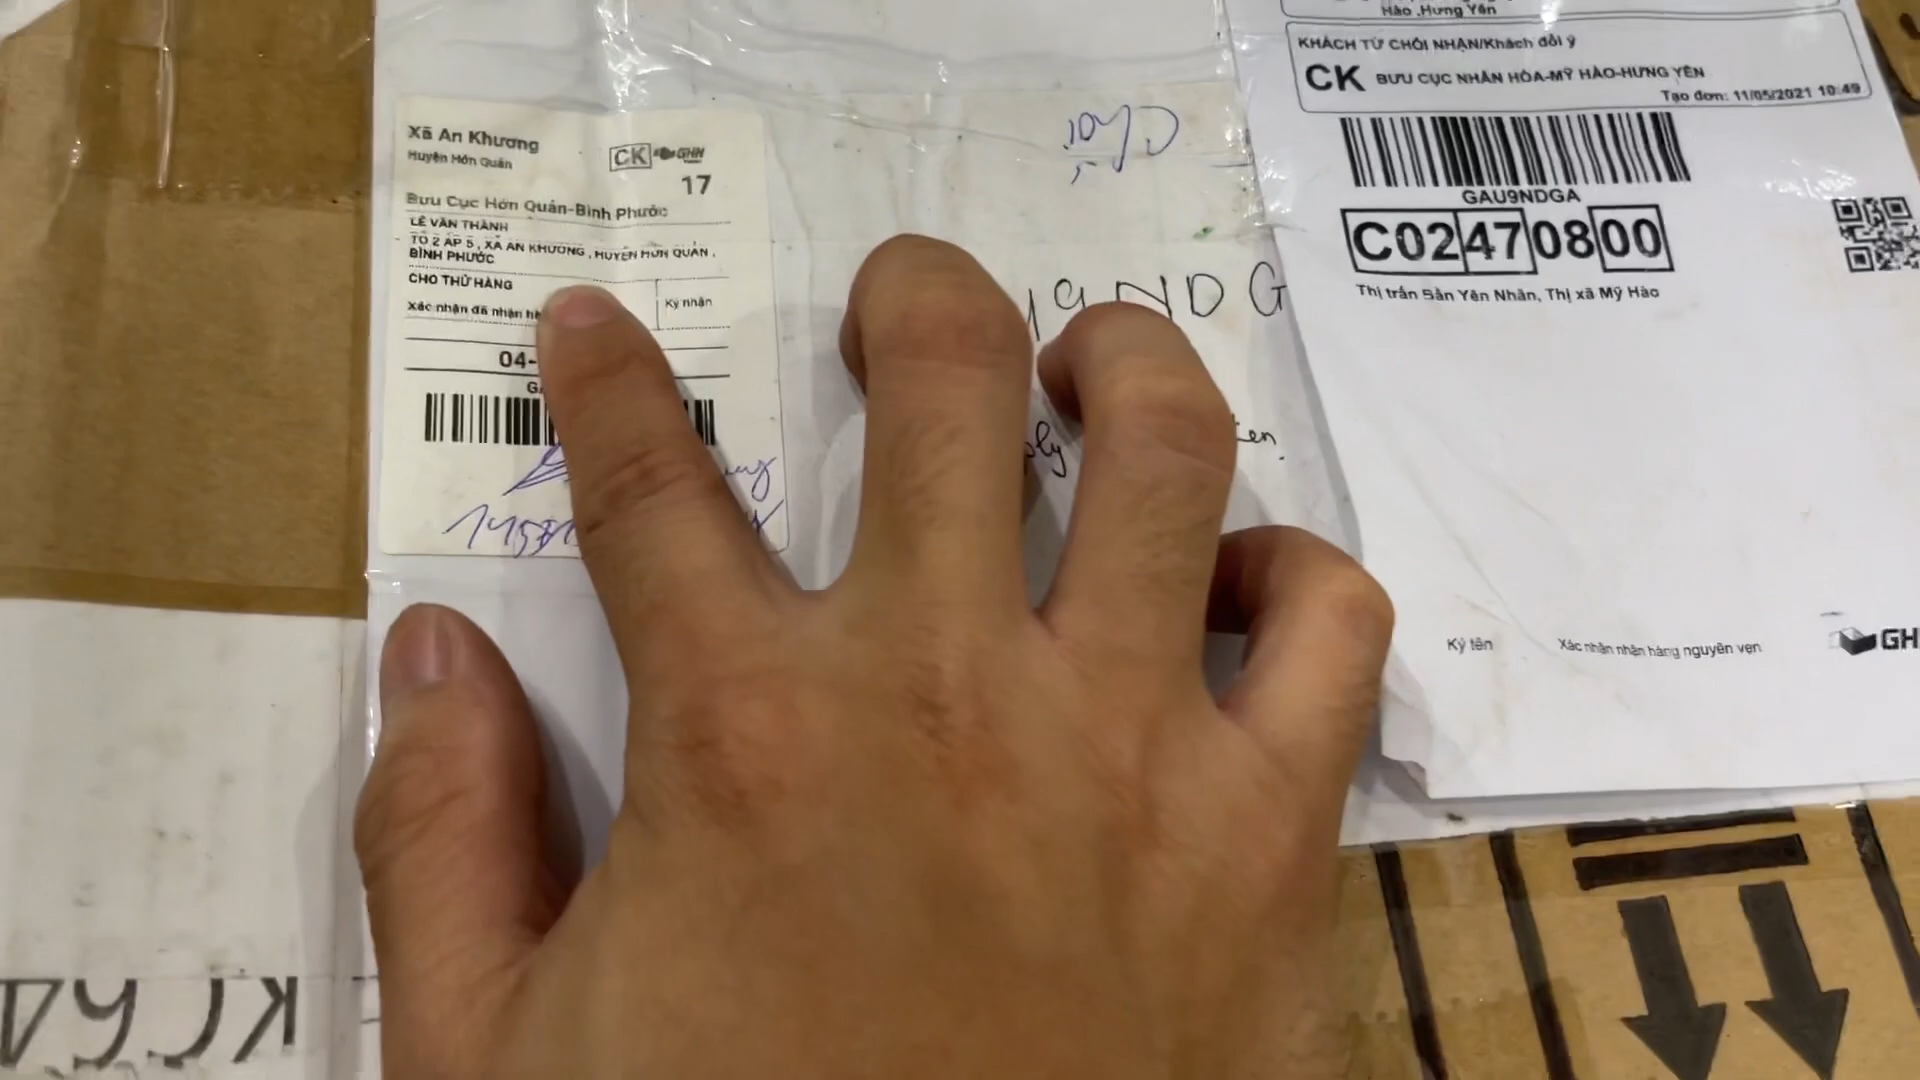 Xã An Khương
Huyện Hớn Quản
CK GHN
17
Bưu Cục Hớn Quản-Bình Phước
LÊ VĂN THÀNH
TỔ 2 ẤP 5 , XÃ AN KHƯƠNG , HUYỆN HỚN QUẢN ,
BÌNH PHƯỚC
CHO THỬ HÀNG
Xác nhận đã nhận
Ký nhận
04-
Hào ,Hưng Yên
KHÁCH TỪ CHỐI NHẬN/Khách đổi ý
CK BƯU CỤC NHÂN HÒA-MỸ HÀO-HƯNG YÊN
Tạo đơn: 11/05/2021 10:49
GAU9NDGA
C02470800
Thị trấn Bần Yên Nhân, Thị xã Mỹ Hào
Ký tên
Xác nhận nhận hàng nguyên vẹn
9NDG